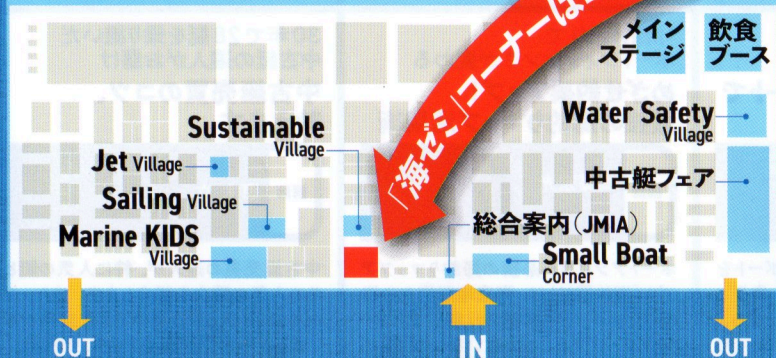 「海ゼミ」コーナーは
メイン
ステージ
飲食
ブース
Sustainable
Village
Water Safety
Village
Jet Village
中古艇フェア
Sailing Village
Marine KIDS
Village
総合案内（JMIA）
Small Boat
Corner
OUT
IN
OUT